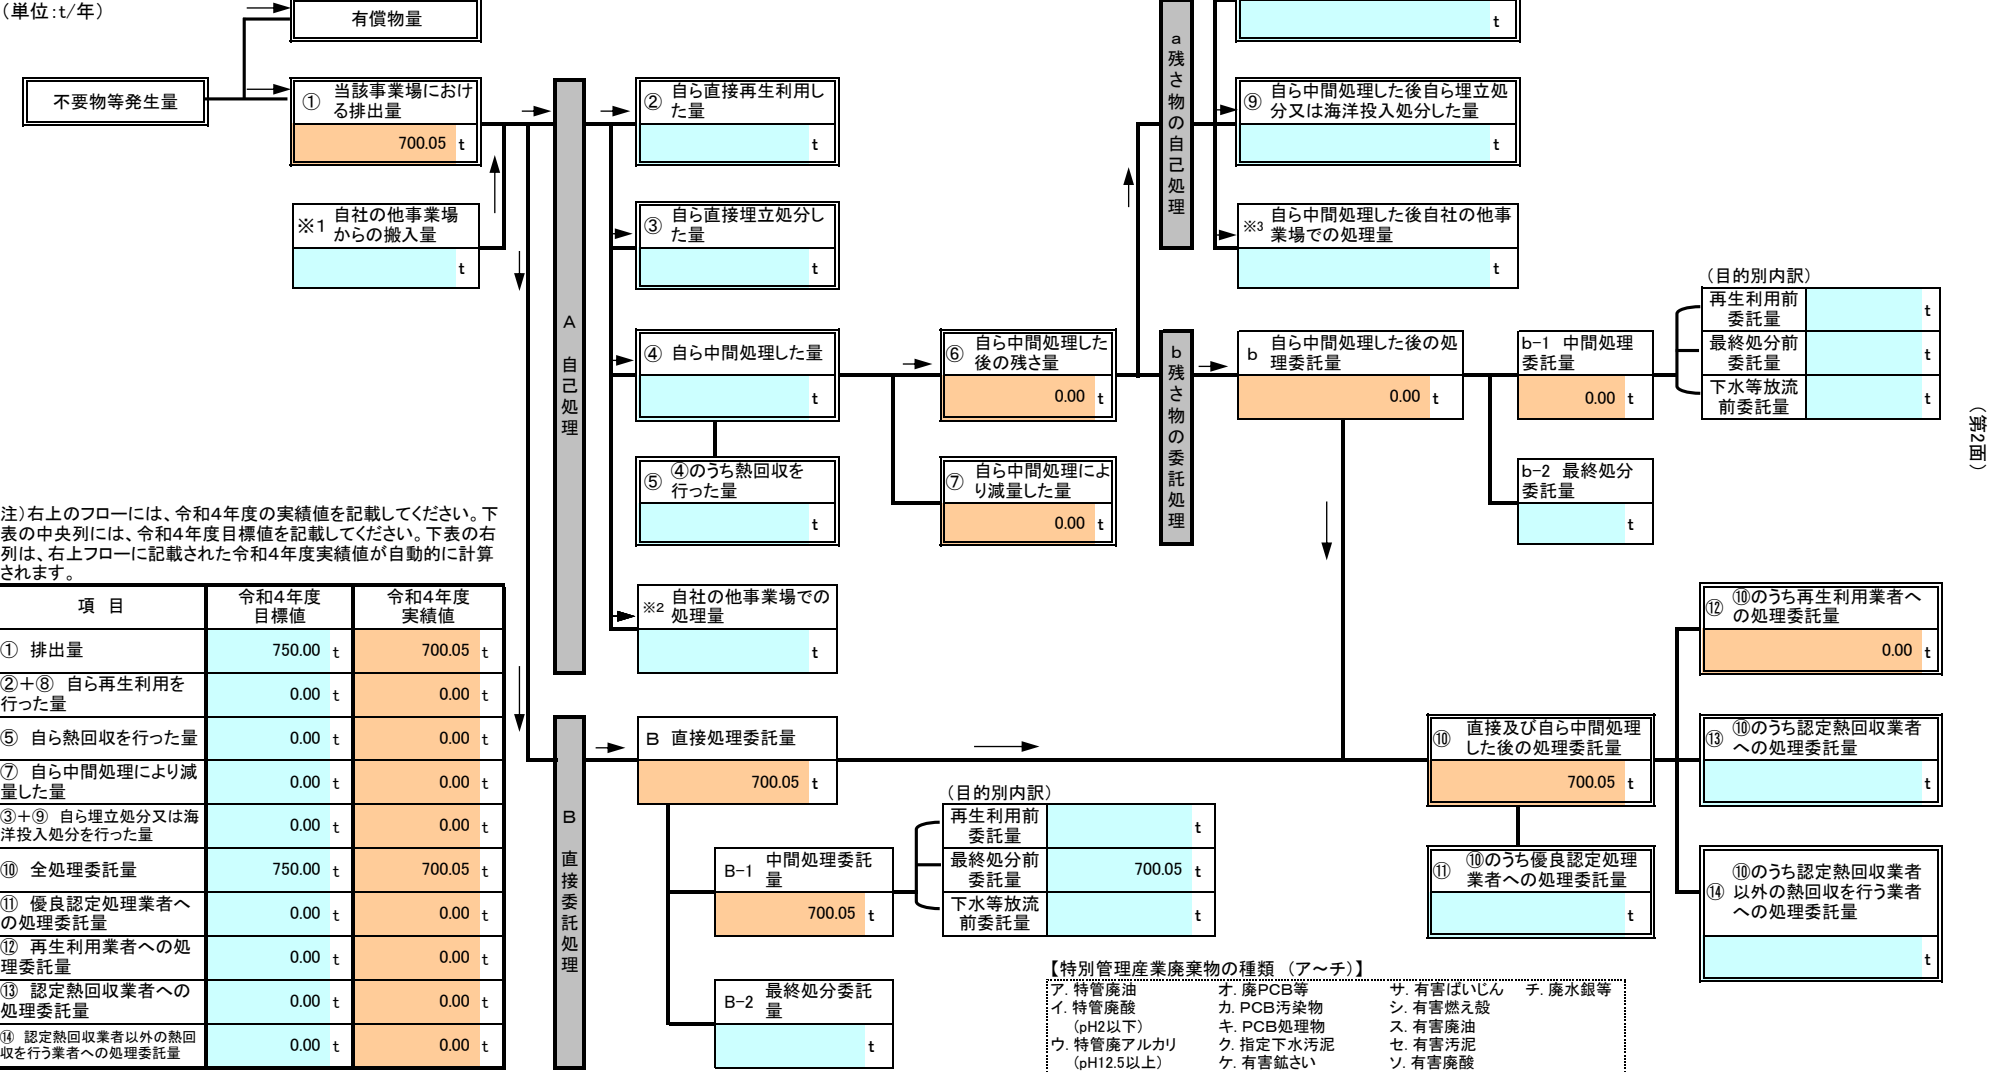 （単位：t/年）
有償物量
不要物等発生量
① 当該事業場におけ
る排出量
700.05 t
※1 自社の他事業場
からの搬入量
t
A 自己処理
② 自ら直接再生利用し
た量
t
③ 自ら直接埋立処分し
た量
t
④ 自ら中間処理した量
t
⑤ ④のうち熱回収を
行った量
t
※2 自社の他事業場での
処理量
t
⑥ 自ら中間処理した
後の残さ量
0.00 t
⑦ 自ら中間処理によ
り減量した量
0.00 t
a 残さ物の自己処理
t
⑨ 自ら中間処理した後自ら埋立処
分又は海洋投入処分した量
t
※3 自ら中間処理した後自社の他事
業場での処理量
t
b 残さ物の委託処理
b 自ら中間処理した後の処
理委託量
0.00 t
b-1 中間処理
委託量
0.00 t
b-2 最終処分
委託量
t
（目的別内訳）
再生利用前
委託量
t
最終処分前
委託量
t
下水等放流
前委託量
t
（第2面）
注）右上のフローには、令和4年度の実績値を記載してください。下
表の中央列には、令和4年度目標値を記載してください。下表の右
列は、右上フローに記載された令和4年度実績値が自動的に計算
されます。
項 目 令和4年度 令和4年度
目標値 実績値
① 排出量 750.00 t 700.05 t
②＋⑧ 自ら再生利用を
行った量 0.00 t 0.00 t
⑤ 自ら熱回収を行った量 0.00 t 0.00 t
⑦ 自ら中間処理により減
量した量 0.00 t 0.00 t
③＋⑨ 自ら埋立処分又は海
洋投入処分を行った量 0.00 t 0.00 t
⑩ 全処理委託量 750.00 t 700.05 t
⑪ 優良認定処理業者へ
の処理委託量 0.00 t 0.00 t
⑫ 再生利用業者への処
理委託量 0.00 t 0.00 t
⑬ 認定熱回収業者への
処理委託量 0.00 t 0.00 t
⑭ 認定熱回収業者以外の熱回
収を行う業者への処理委託量 0.00 t 0.00 t
B 直接委託処理
B 直接処理委託量
700.05 t
B-1 中間処理委託
量
700.05 t
B-2 最終処分委託
量
t
（目的別内訳）
再生利用前
委託量
t
最終処分前
委託量
700.05 t
下水等放流
前委託量
t
⑩ 直接及び自ら中間処理
した後の処理委託量
700.05 t
⑪ ⑩のうち優良認定処理
業者への処理委託量
t
⑫ ⑩のうち再生利用業者へ
の処理委託量
0.00 t
⑬ ⑩のうち認定熱回収業者
への処理委託量
t
⑭ ⑩のうち認定熱回収業者
以外の熱回収を行う業者
への処理委託量
t
【特別管理産業廃棄物の種類 （ア～チ）】
ア. 特管廃油 オ. 廃PCB等 サ. 有害ばいじん チ. 廃水銀等
イ. 特管廃酸 カ. PCB汚染物 シ. 有害燃え殻
（pH2以下） キ. PCB処理物 ス. 有害廃油
ウ. 特管廃アルカリ ク. 指定下水汚泥 セ. 有害汚泥
（pH12.5以上） ケ. 有害鉱さい ソ. 有害廃酸